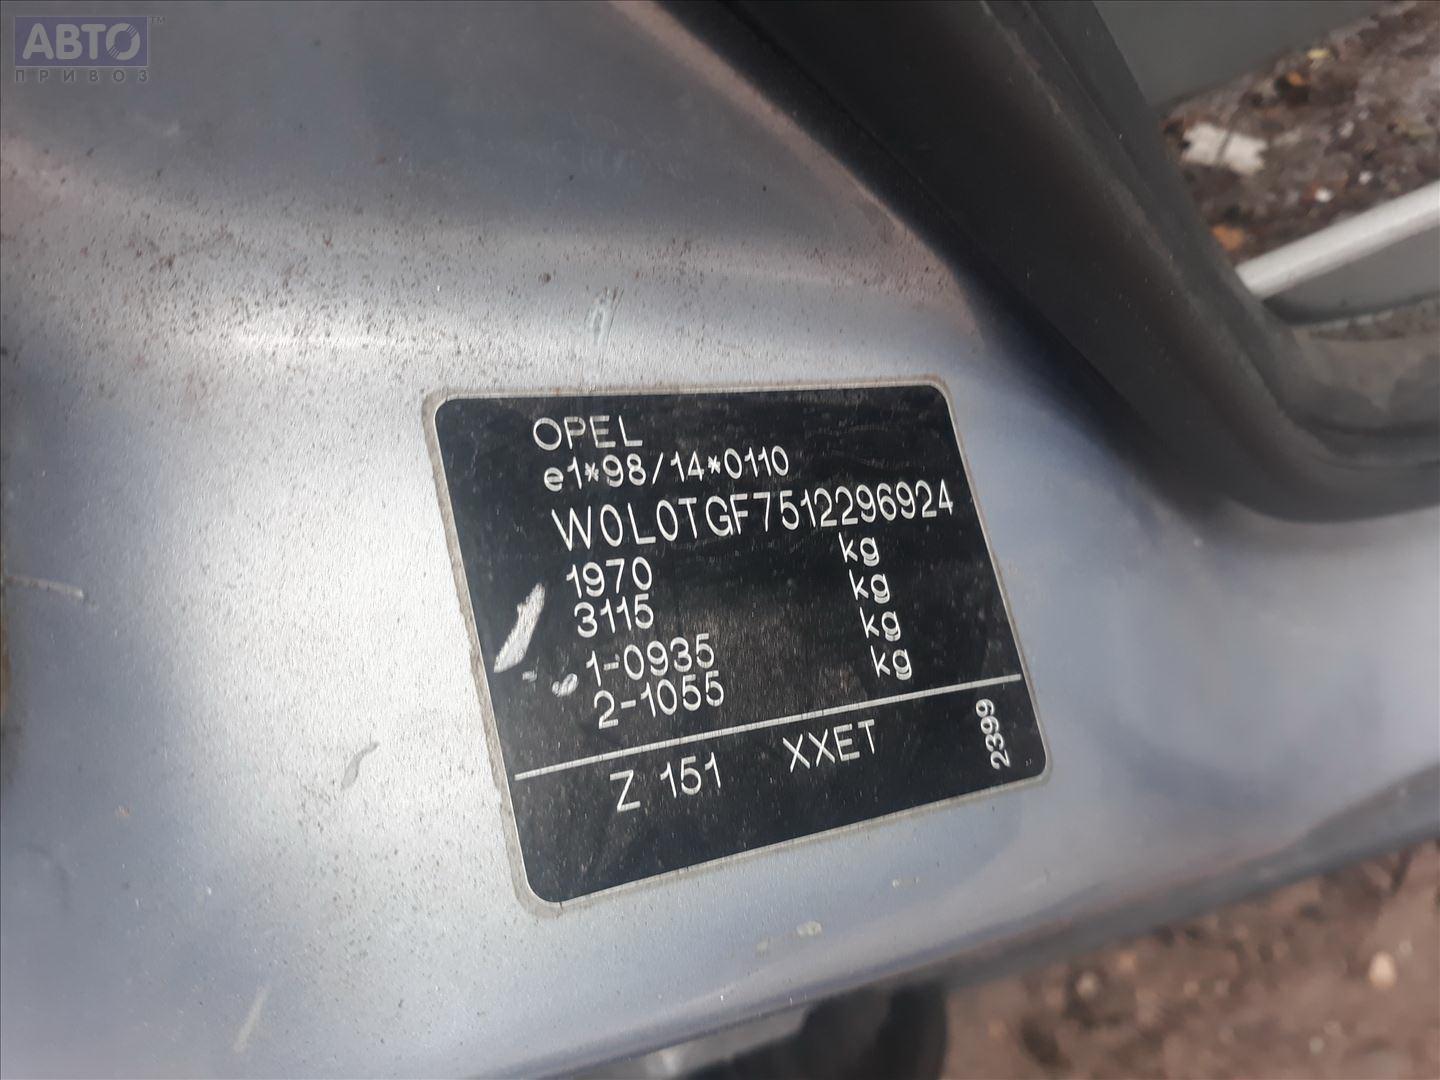 АВТО™
ПРИВОЗ
OPEL
e1*98/14*0110
W0L0TGF7512296924
1970 kg
3115 kg
1-0935 kg
2-1055 kg
Z 151 XXET 2399